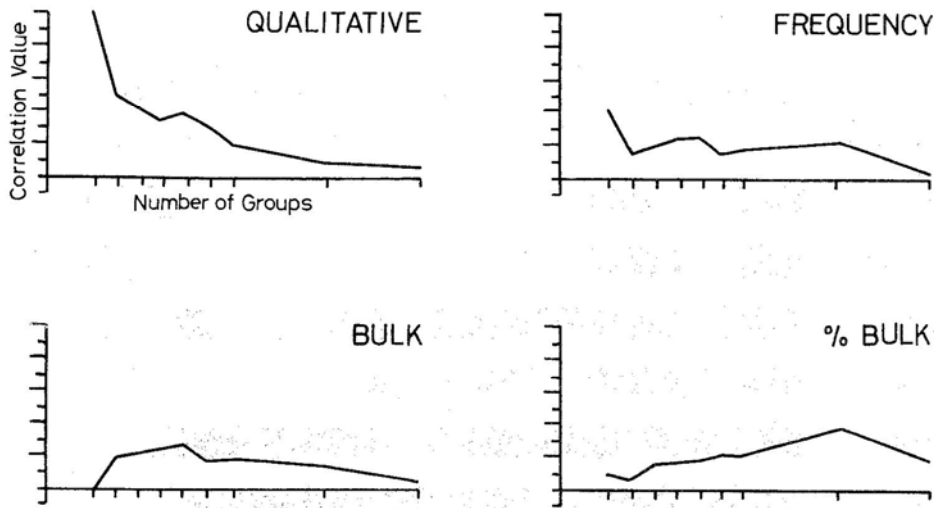 QUALITATIVE
Correlation Value
Number of Groups
FREQUENCY
BULK
% BULK